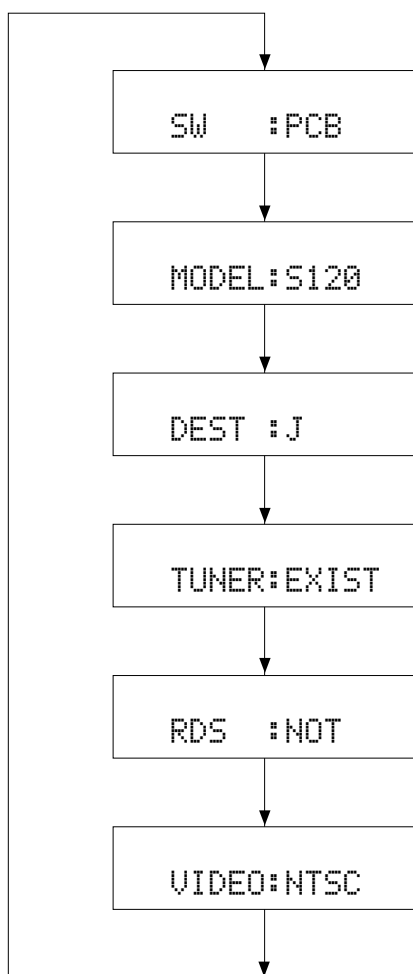 SW   :PCB
MODEL:S120
DEST :J
TUNER:EXIST
RDS  :NOT
VIDEO:NTSC